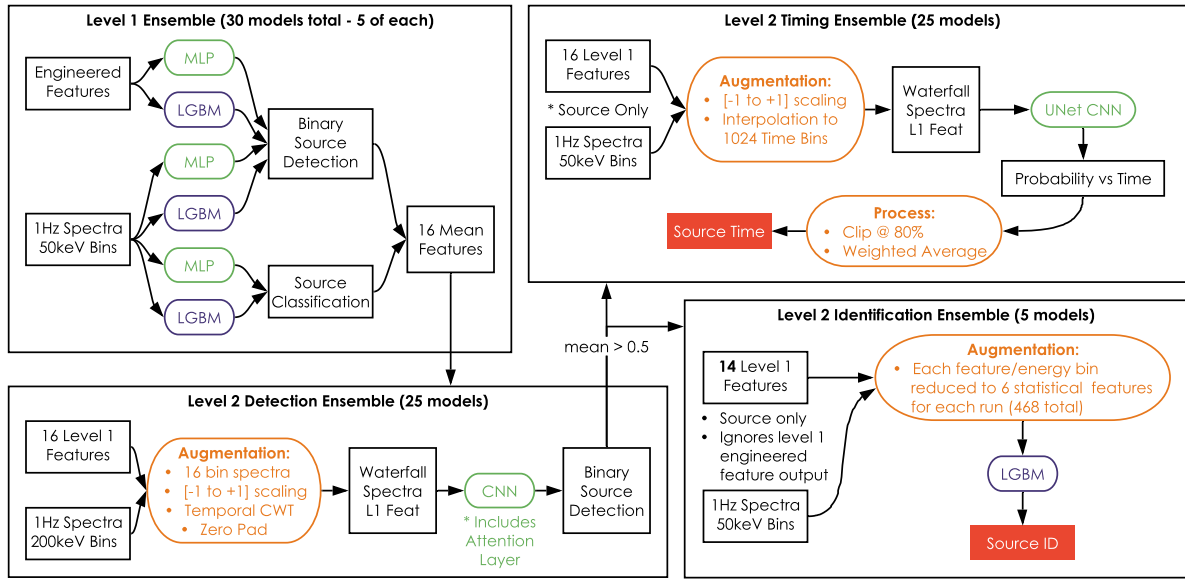 Level 1 Ensemble (30 models total - 5 of each)
Engineered
Features
MLP
LGBM
MLP
1Hz Spectra
50keV Bins
LGBM
MLP
LGBM
Binary
Source
Detection
Source
Classification
16 Mean
Features
Level 2 Timing Ensemble (25 models)
16 Level 1
Features
* Source Only
1Hz Spectra
50keV Bins
Augmentation:
• [-1 to +1] scaling
• Interpolation to
1024 Time Bins
Waterfall
Spectra
L1 Feat
UNet CNN
Probability vs Time
Process:
• Clip @ 80%
• Weighted Average
Source Time
mean > 0.5
Level 2 Detection Ensemble (25 models)
16 Level 1
Features
1Hz Spectra
200keV Bins
Augmentation:
• 16 bin spectra
• [-1 to +1] scaling
• Temporal CWT
• Zero Pad
Waterfall
Spectra
L1 Feat
CNN
* Includes
Attention
Layer
Binary
Source
Detection
Level 2 Identification Ensemble (5 models)
14 Level 1
Features
• Source only
• Ignores level 1
engineered
feature output
1Hz Spectra
50keV Bins
Augmentation:
• Each feature/energy bin
reduced to 6 statistical features
for each run (468 total)
LGBM
Source ID